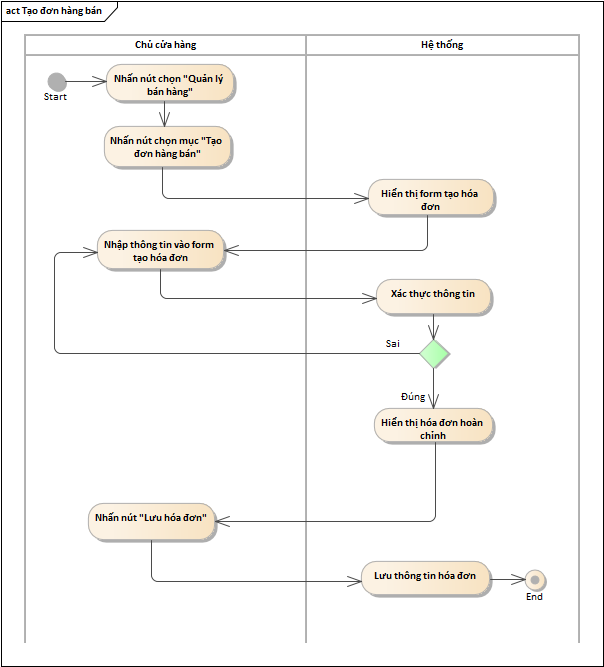 act Tạo đơn hàng bán
Chủ cửa hàng
Hệ thống
Start
Nhấn nút chọn "Quản lý
bán hàng"
Nhấn nút chọn mục "Tạo
đơn hàng bán"
Hiển thị form tạo hóa
đơn
Nhập thông tin vào form
tạo hóa đơn
Xác thực thông tin
Sai
Đúng
Hiển thị hóa đơn hoàn
chỉnh
Nhấn nút "Lưu hóa đơn"
Lưu thông tin hóa đơn
End